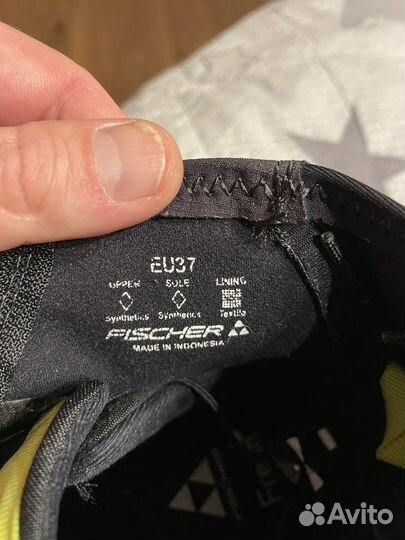 EU37
UPPER SOLE LINING
Synthetics Synthetics Textile
FISCHER
MADE IN INDONESIA
Avito